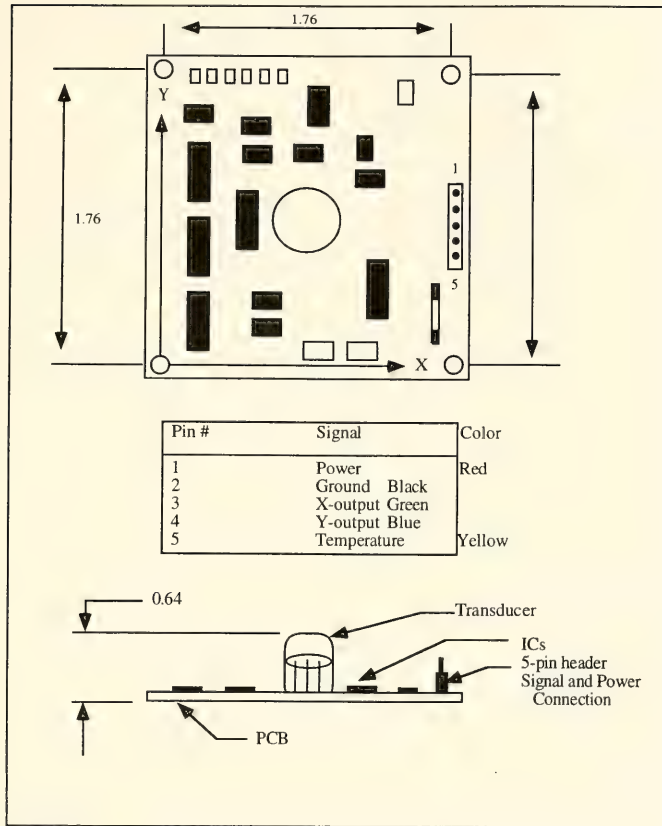 1.76
Y
1
1.76
5
X
Pin # Signal Color
1 Power Red
2 Ground Black
3 X-output Green
4 Y-output Blue
5 Temperature Yellow
0.64
Transducer
ICs
5-pin header
Signal and Power
Connection
PCB